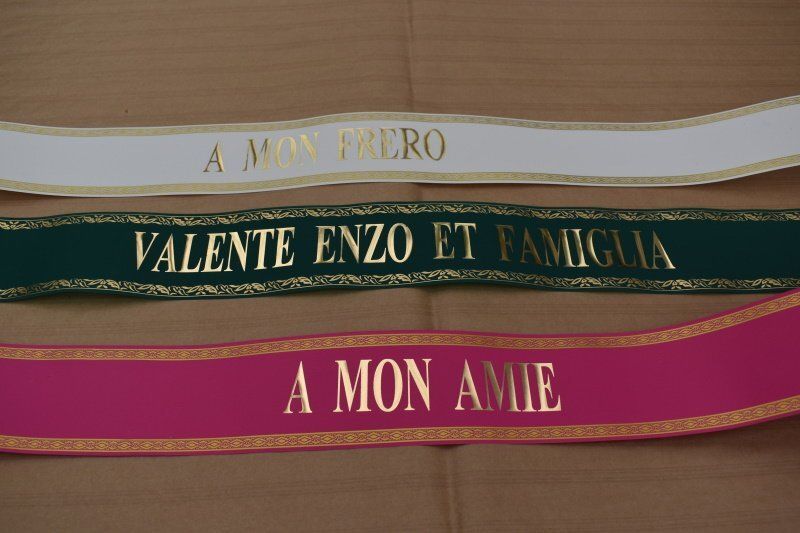 A MON FRERO
VALENTE ENZO ET FAMIGLIA
A MON AMIE